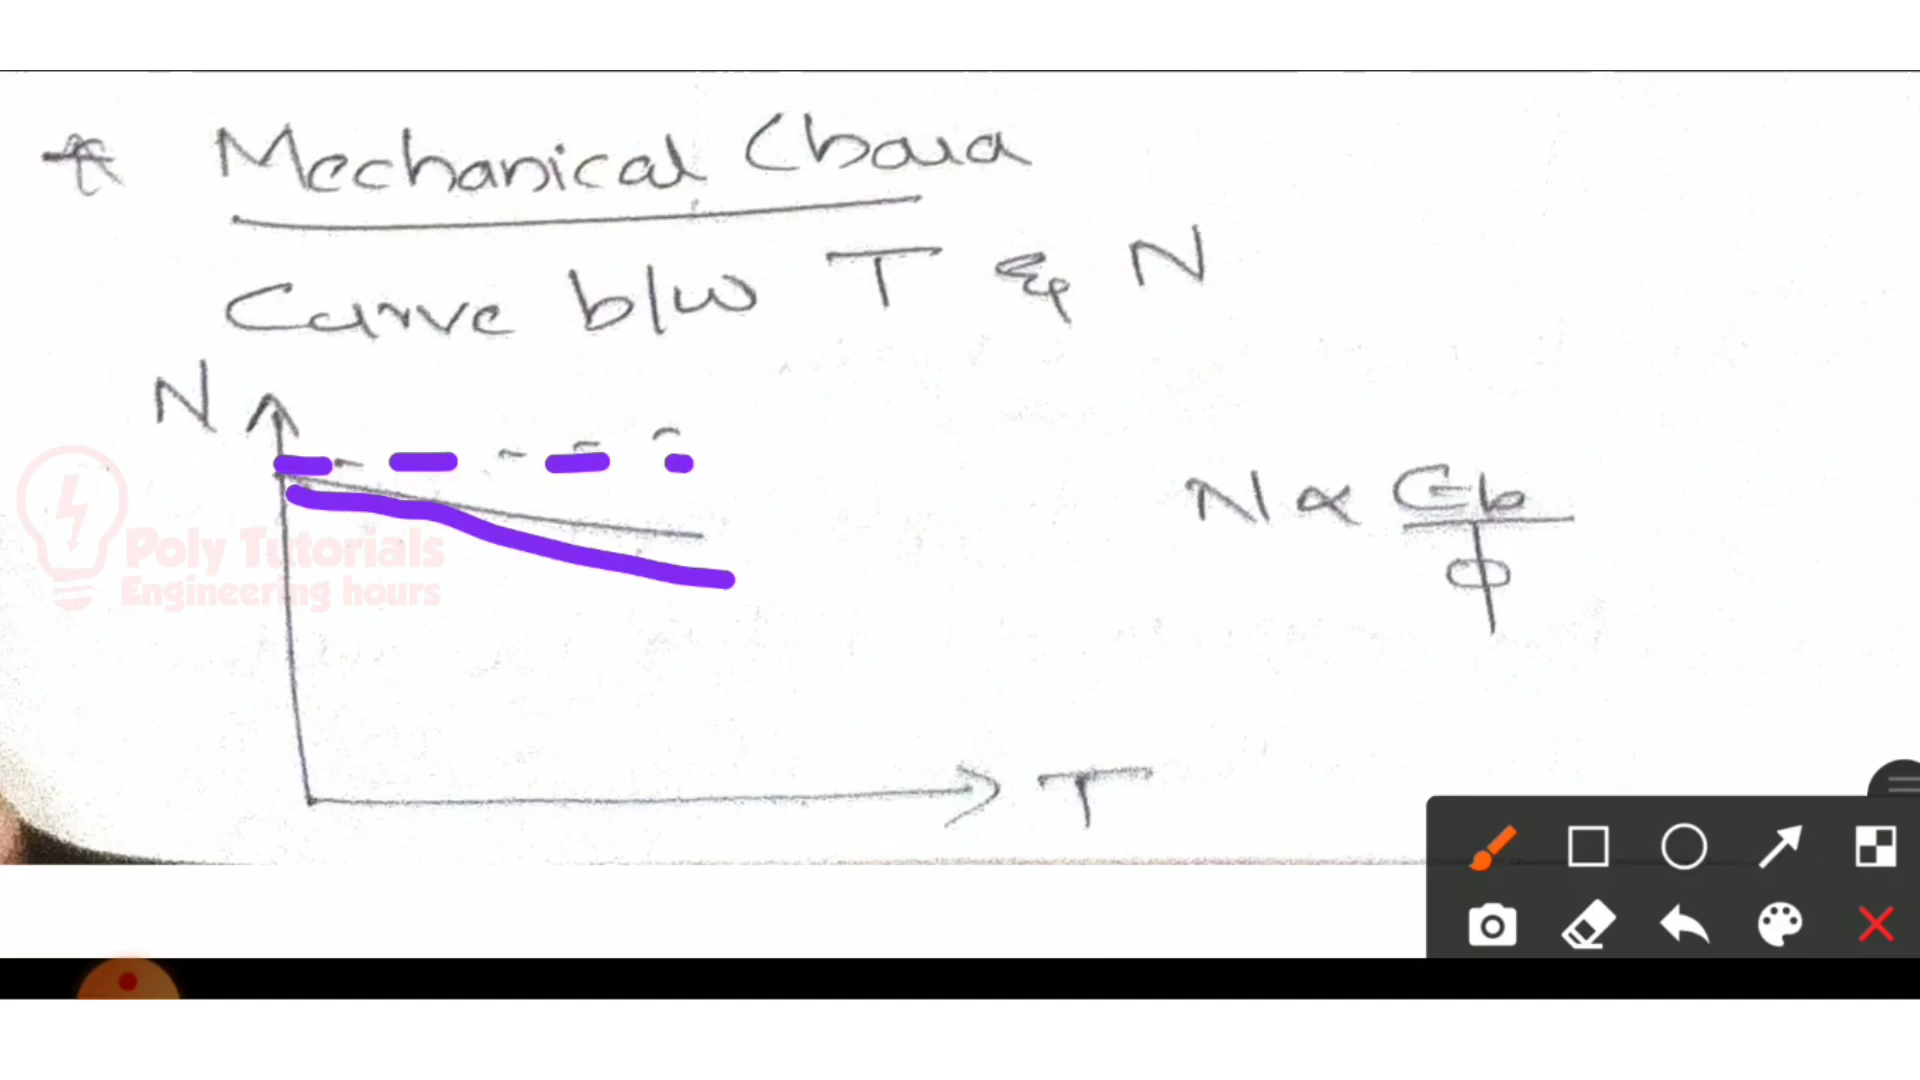 * Mechanical Chara
Curve b/w T & N
N
Poly Tutorials
Engineering hours
N ∝ Eb
Φ
T